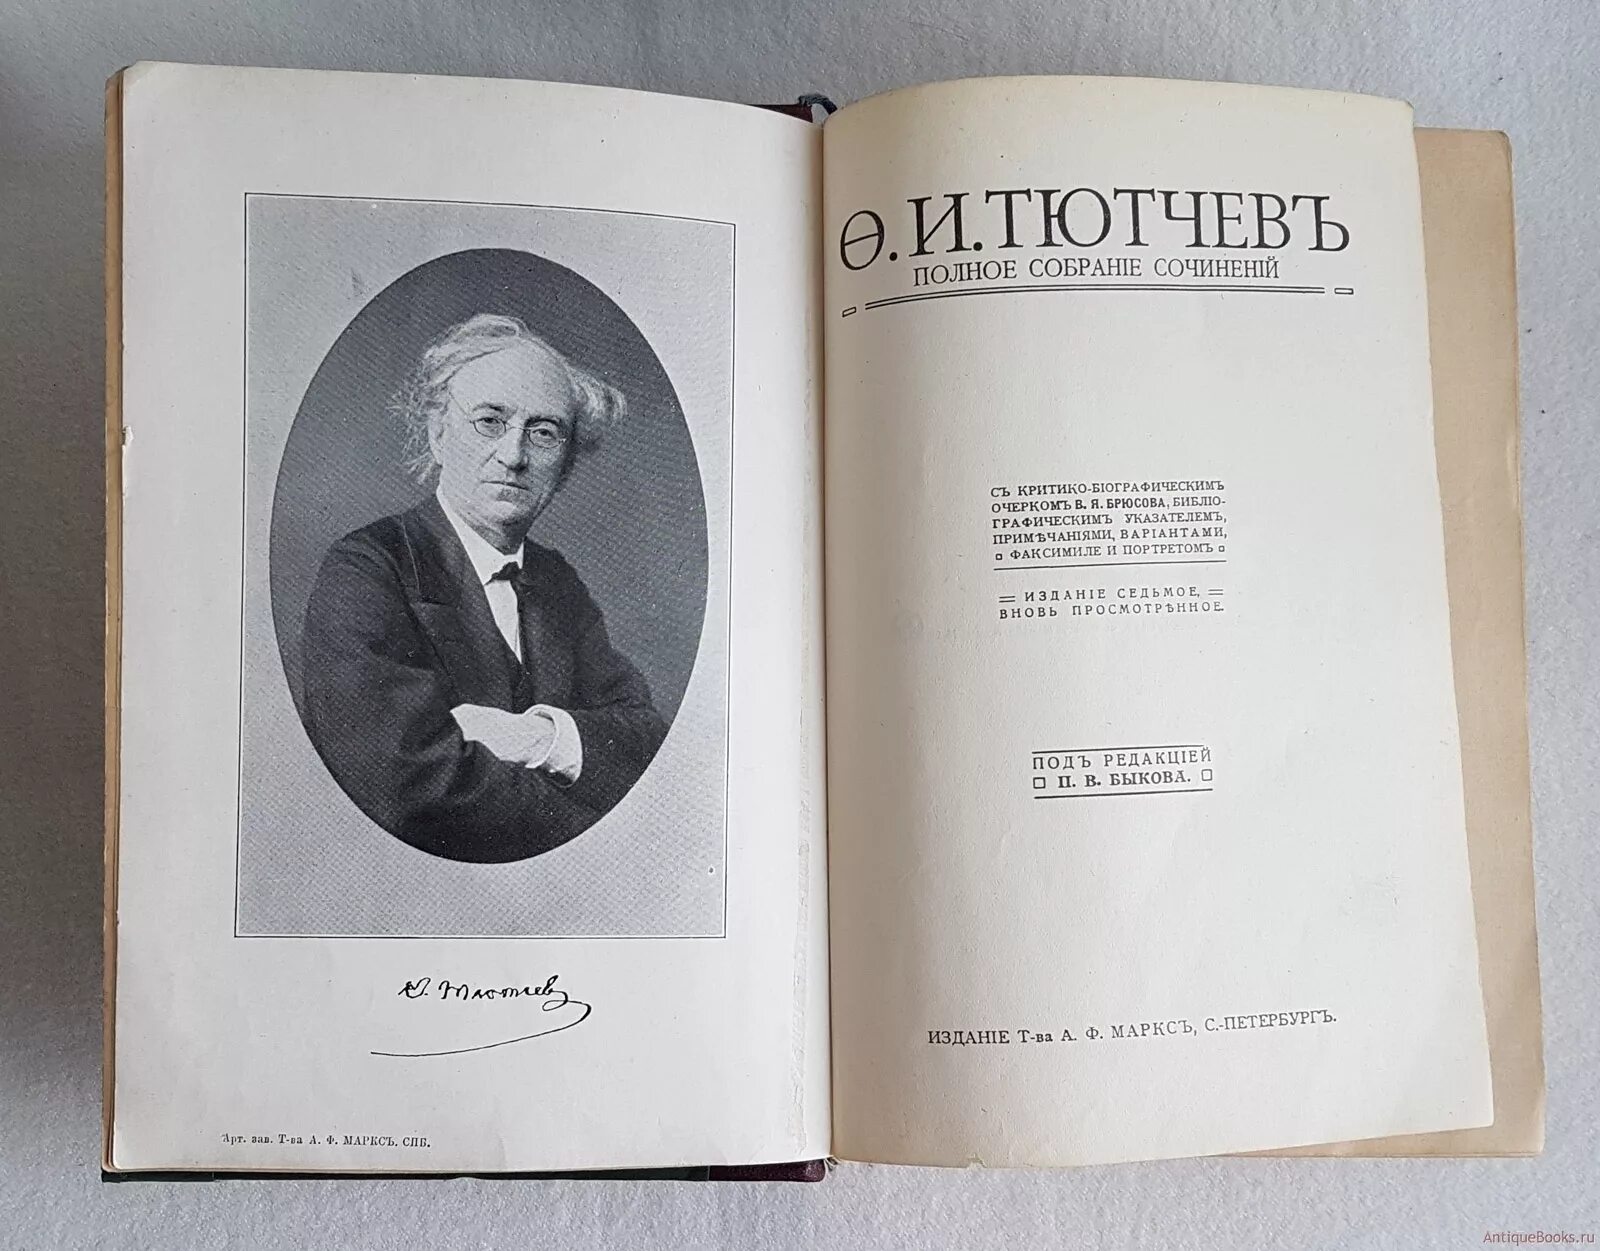 Ѳ. Тютчевъ
Арт. зав. Т-ва А. Ф. МАРКСЪ. СПБ.
Ѳ. И. ТЮТЧЕВЪ
ПОЛНОЕ СОБРАНІЕ СОЧИНЕНІЙ
СЪ КРИТИКО-БІОГРАФИЧЕСКИМЪ
ОЧЕРКОМЪ В. Я. БРЮСОВА, БИБЛІО-
ГРАФИЧЕСКИМЪ УКАЗАТЕЛЕМЪ,
ПРИМѢЧАНІЯМИ, ВАРІАНТАМИ,
ФАКСИМИЛЕ И ПОРТРЕТОМЪ
ИЗДАНІЕ СЕДЬМОЕ,
ВНОВЬ ПРОСМОТРѢННОЕ.
ПОДЪ РЕДАКЦІЕЙ
П. В. БЫКОВА.
ИЗДАНІЕ Т-ва А. Ф. МАРКСЪ, С.-ПЕТЕРБУРГЪ.
AntiqueBooks.ru